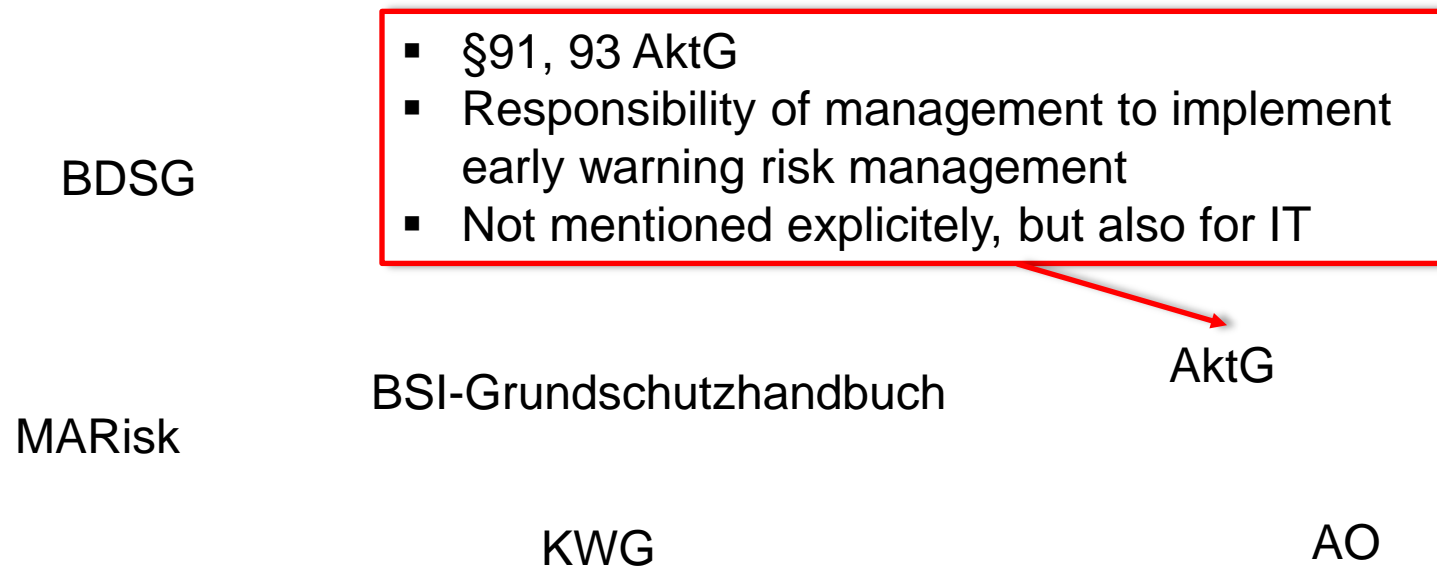 ▪ §91, 93 AktG
▪ Responsibility of management to implement
early warning risk management
▪ Not mentioned explicitely, but also for IT
BDSG
AktG
BSI-Grundschutzhandbuch
MARisk
KWG
AO